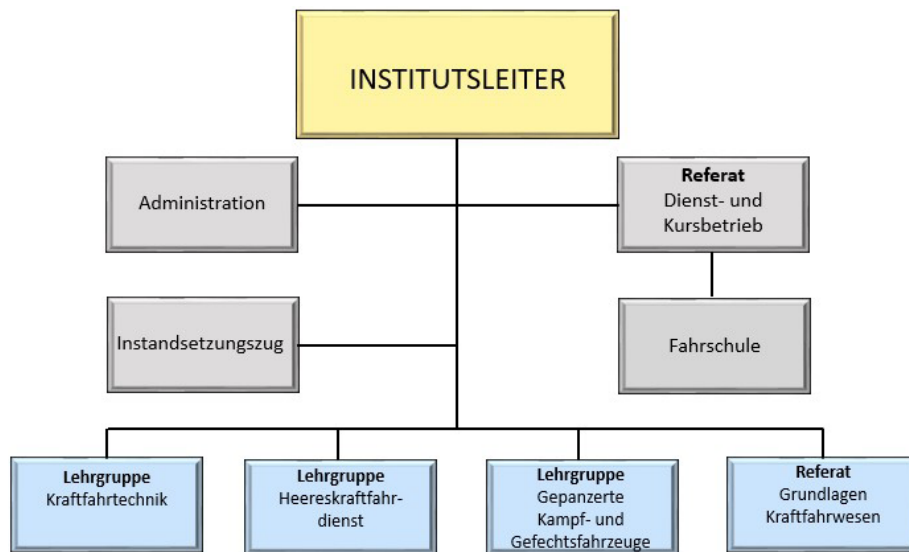 INSTITUTSLEITER
Administration
Referat
Dienst- und
Kursbetrieb
Instandsetzungszug
Fahrschule
Lehrgruppe
Kraftfahrtechnik
Lehrgruppe
Heereskraftfahr-
dienst
Lehrgruppe
Gepanzerte
Kampf- und
Gefechtsfahrzeuge
Referat
Grundlagen
Kraftfahrwesen